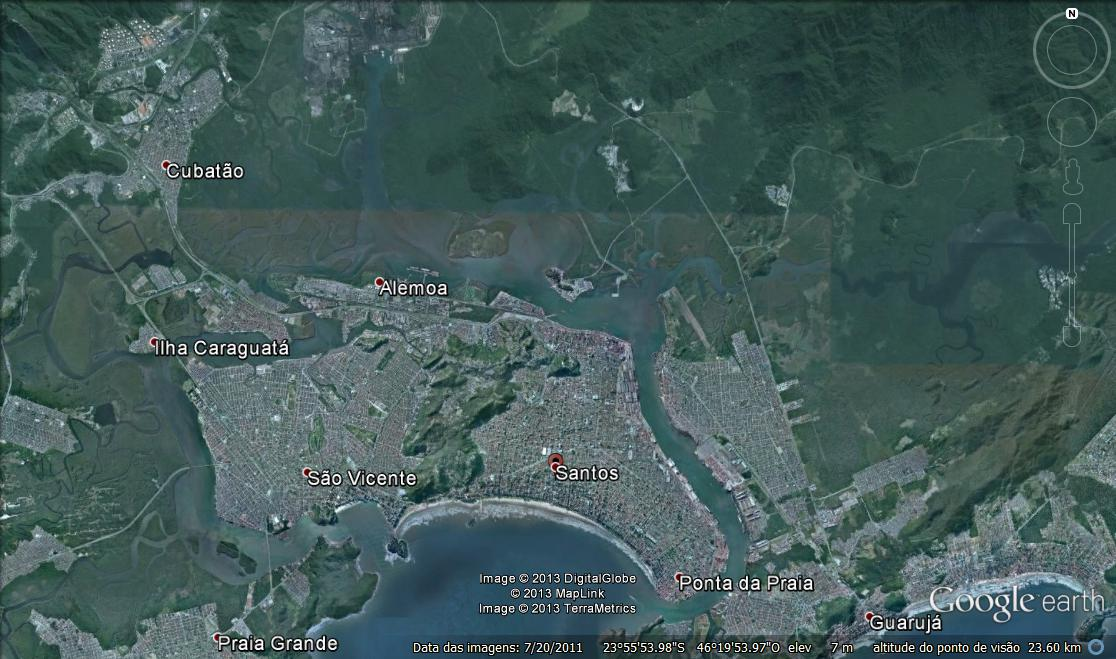 N
Cubatão
Alemoa
Ilha Caraguatá
São Vicente
Santos
Image © 2013 DigitalGlobe
© 2013 MapLink
Image © 2013 TerraMetrics
Ponta da Praia
Google earth
Guarujá
Praia Grande
Data das imagens: 7/20/2011 23°55'53.98"S 46°19'53.97"O elev 7 m altitude do ponto de visão 23.60 km